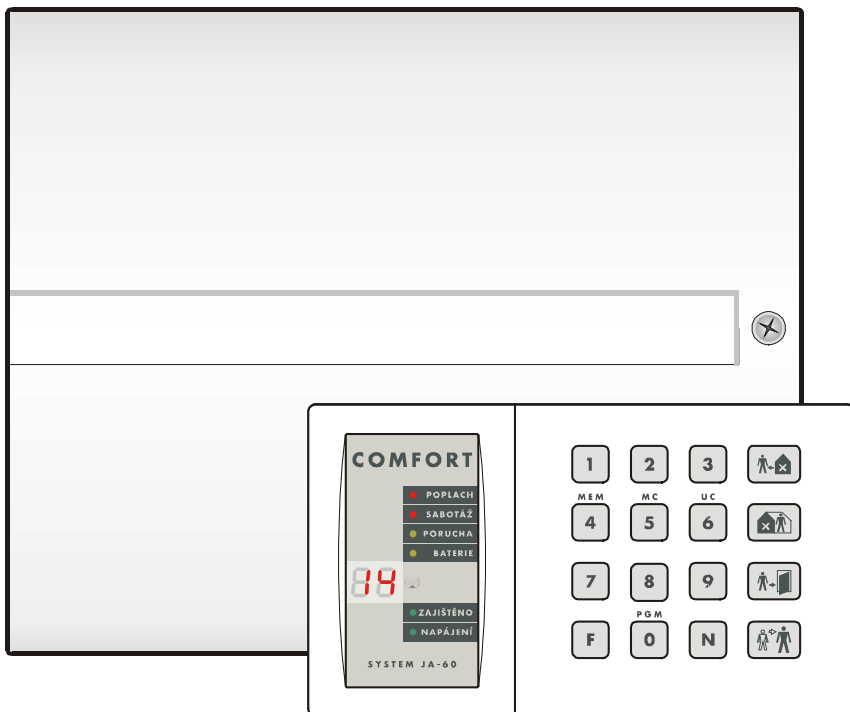 COMFORT
POPLACH
SABOTÁŽ
PORUCHA
BATERIE
14
ZAJIŠTĚNO
NAPÁJENÍ
SYSTEM JA-60
1 2 3
MEM MC UC
4 5 6
7 8 9
PGM
F 0 N